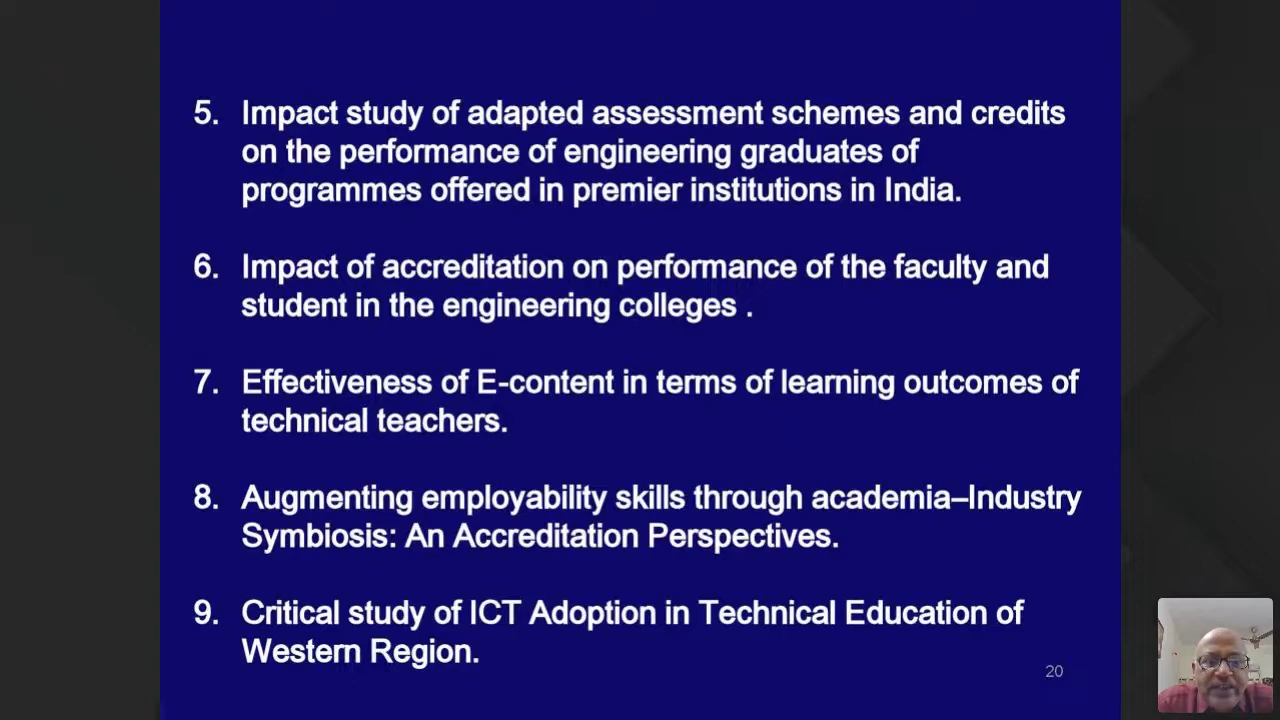 5. Impact study of adapted assessment schemes and credits
on the performance of engineering graduates of
programmes offered in premier institutions in India.
6. Impact of accreditation on performance of the faculty and
student in the engineering colleges .
7. Effectiveness of E-content in terms of learning outcomes of
technical teachers.
8. Augmenting employability skills through academia–Industry
Symbiosis: An Accreditation Perspectives.
9. Critical study of ICT Adoption in Technical Education of
Western Region.
20